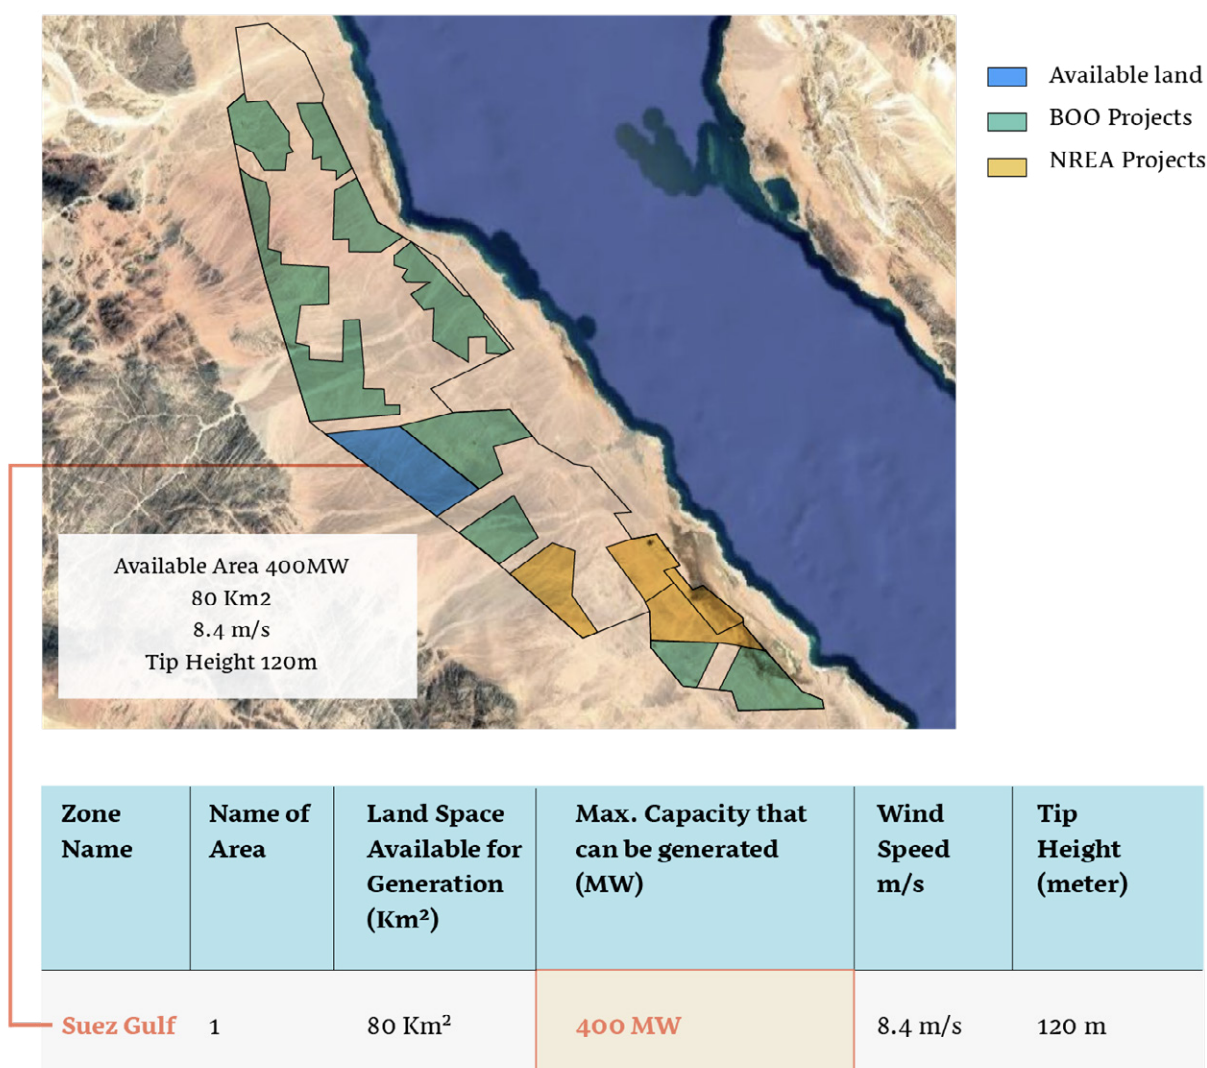 Available land
BOO Projects
NREA Projects
Available Area 400MW
80 Km2
8.4 m/s
Tip Height 120m
Zone Name
Name of Area
Land Space Available for Generation (Km²)
Max. Capacity that can be generated (MW)
Wind Speed m/s
Tip Height (meter)
Suez Gulf
1
80 Km²
400 MW
8.4 m/s
120 m